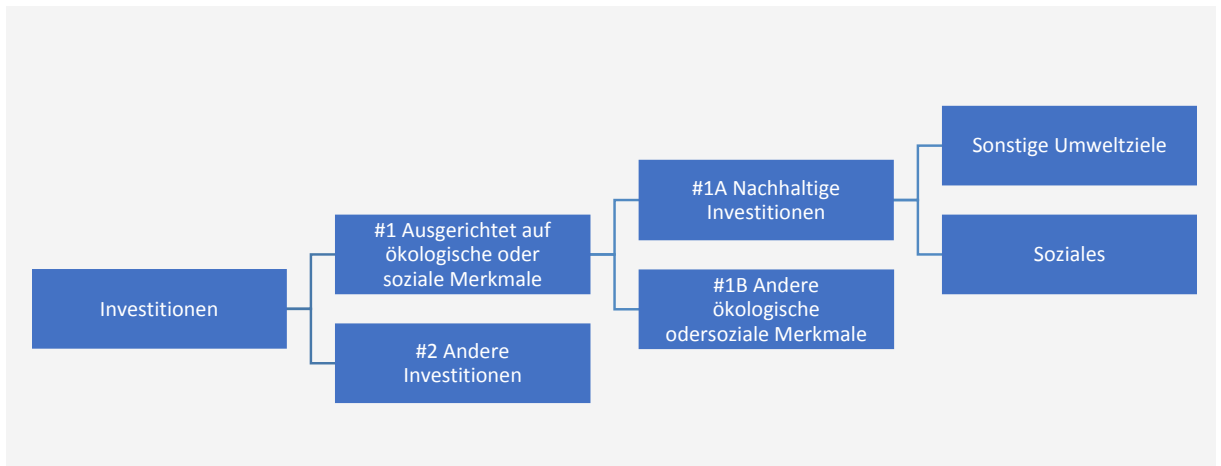 Investitionen
#1 Ausgerichtet auf
ökologische oder
soziale Merkmale
#2 Andere
Investitionen
#1A Nachhaltige
Investitionen
#1B Andere
ökologische
odersoziale Merkmale
Sonstige Umweltziele
Soziales